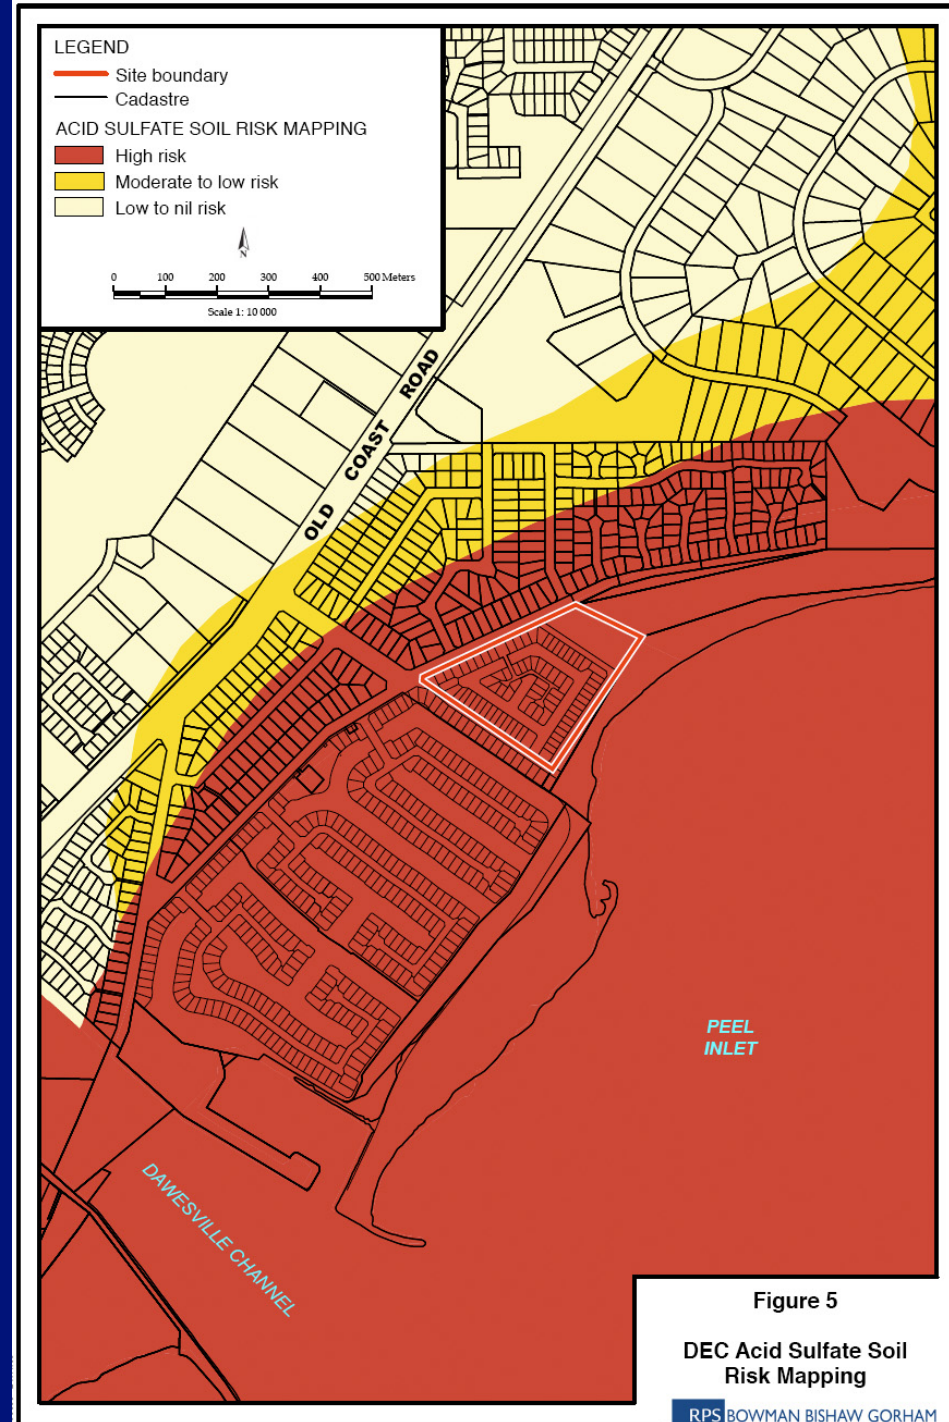 LEGEND
Site boundary
Cadastre
ACID SULFATE SOIL RISK MAPPING
High risk
Moderate to low risk
Low to nil risk
N
0 100 200 300 400 500 Meters
Scale 1: 10 000
OLD COAST ROAD
PEEL
INLET
DAWESVILLE CHANNEL
Figure 5
DEC Acid Sulfate Soil
Risk Mapping
RPS BOWMAN BISHAW GORHAM